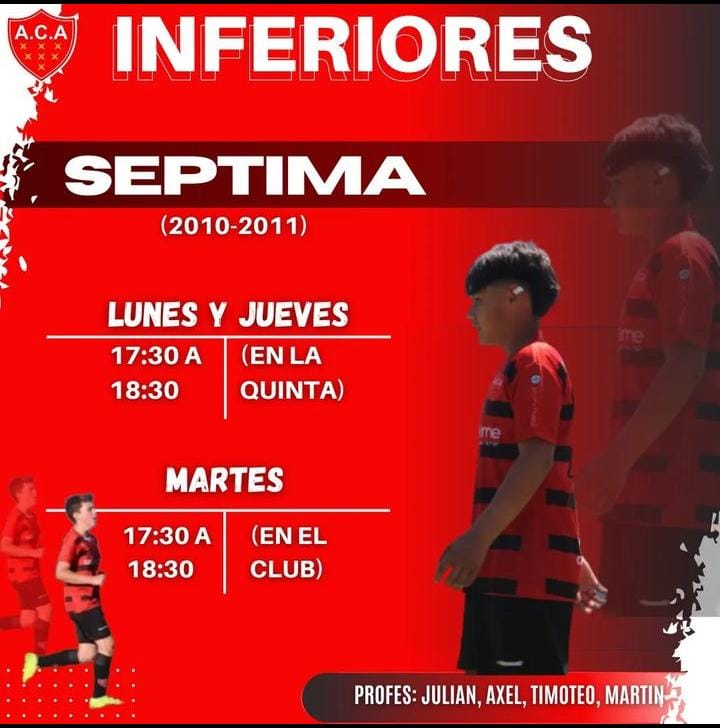 A.C.A
INFERIORES
SEPTIMA
(2010-2011)
LUNES Y JUEVES
17:30 A
18:30
(EN LA
QUINTA)
MARTES
17:30 A
18:30
(EN EL
CLUB)
PROFES: JULIAN, AXEL, TIMOTEO, MARTIN